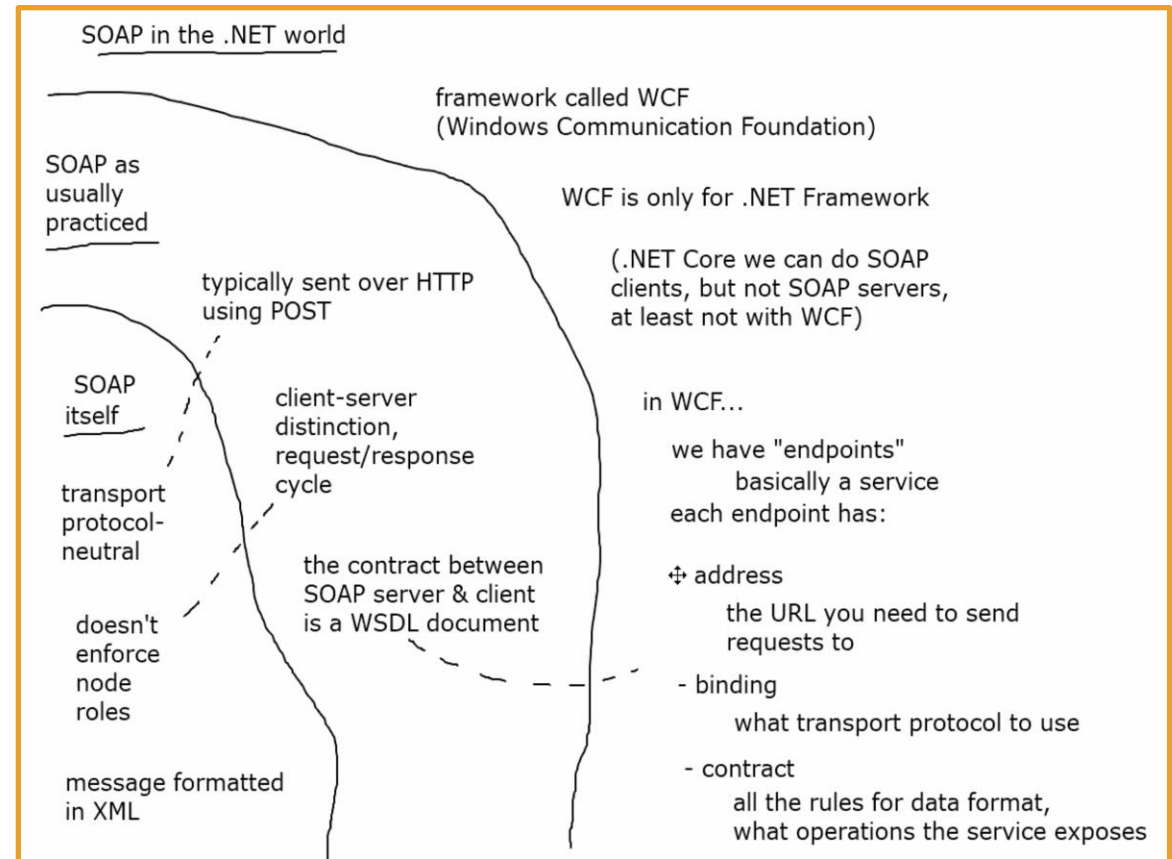 SOAP in the .NET world
framework called WCF
(Windows Communication Foundation)
WCF is only for .NET Framework
(.NET Core we can do SOAP
clients, but not SOAP servers,
at least not with WCF)
in WCF...
we have "endpoints"
basically a service
each endpoint has:
address
the URL you need to send
requests to
- binding
what transport protocol to use
- contract
all the rules for data format,
what operations the service exposes
SOAP as
usually
practiced
typically sent over HTTP
using POST
client-server
distinction,
request/response
cycle
the contract between
SOAP server & client
is a WSDL document
SOAP
itself
transport
protocol-
neutral
doesn't
enforce
node
roles
message formatted
in XML